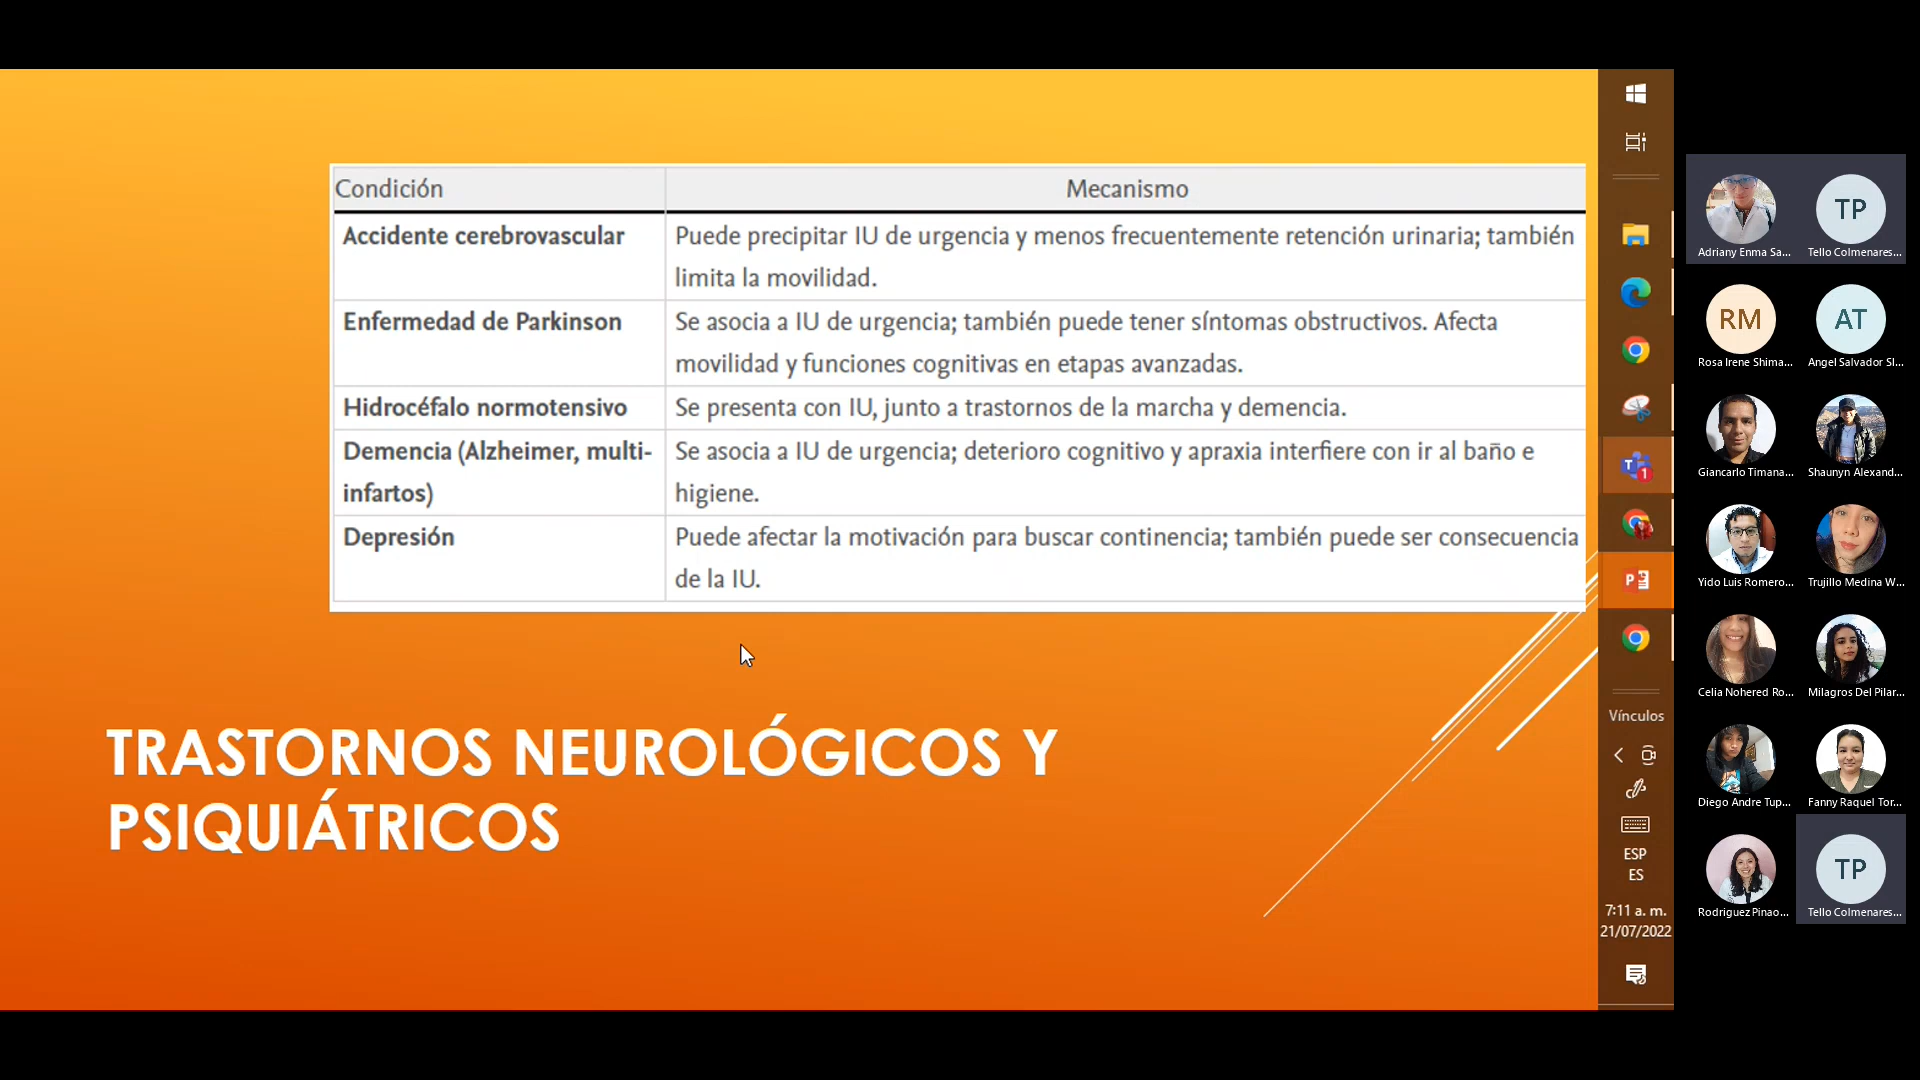 Condición
Mecanismo
Accidente cerebrovascular
Puede precipitar IU de urgencia y menos frecuentemente retención urinaria; también
limita la movilidad.
Enfermedad de Parkinson
Se asocia a IU de urgencia; también puede tener síntomas obstructivos. Afecta
movilidad y funciones cognitivas en etapas avanzadas.
Hidrocéfalo normotensivo
Se presenta con IU, junto a trastornos de la marcha y demencia.
Demencia (Alzheimer, multi-
infartos)
Se asocia a IU de urgencia; deterioro cognitivo y apraxia interfiere con ir al baño e
higiene.
Depresión
Puede afectar la motivación para buscar continencia; también puede ser consecuencia
de la IU.
TRASTORNOS NEUROLÓGICOS Y
PSIQUIÁTRICOS
Vínculos
ESP
ES
7:11 a. m.
21/07/2022
TP
Adriany Enma Sa...
Tello Colmenares...
RM
AT
Rosa Irene Shima...
Angel Salvador Sl...
Giancarlo Timana...
Shaunyn Alexand...
Yido Luis Romero...
Trujillo Medina W...
Celia Nohered Ro...
Milagros Del Pilar...
Diego Andre Tup...
Fanny Raquel Tor...
TP
Rodriguez Pinao...
Tello Colmenares...